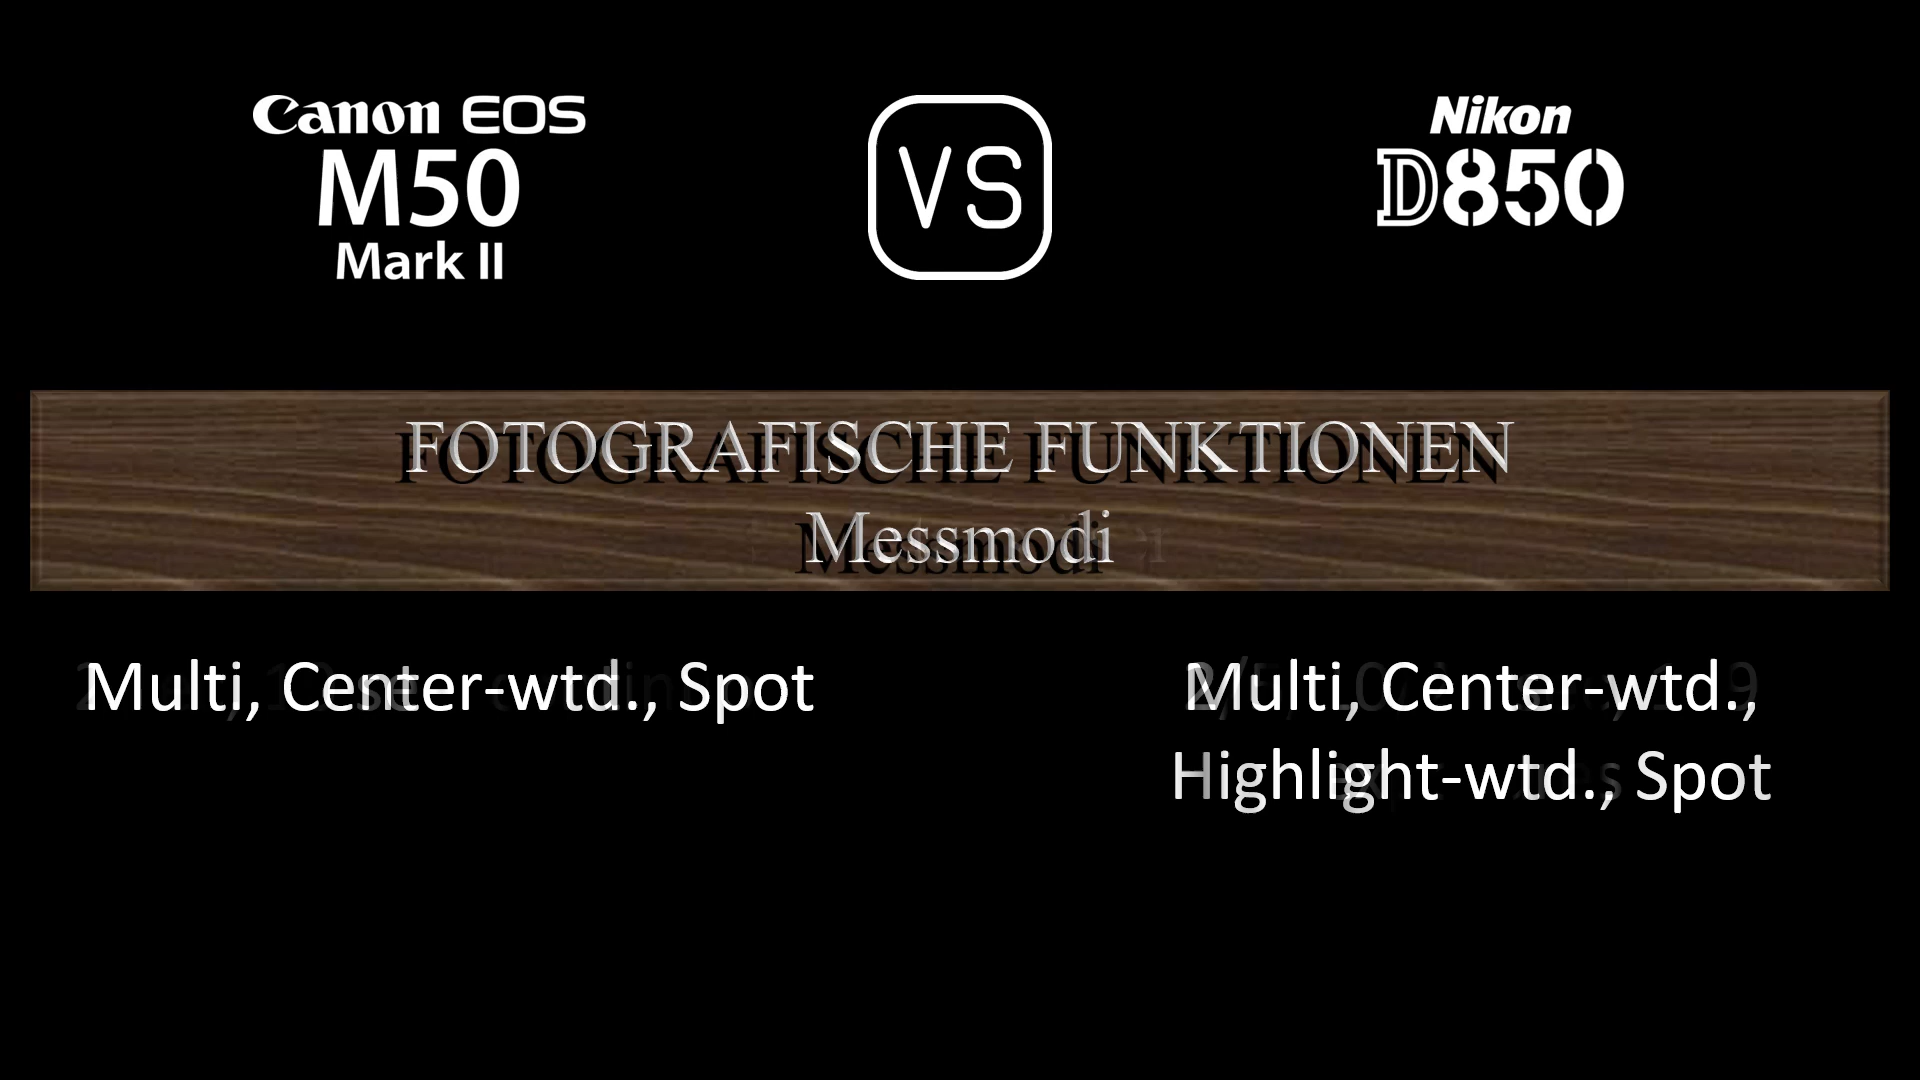 Canon EOS
M50
Mark II
VS
Nikon
D850
FOTOGRAFISCHE FUNKTIONEN
Messmodi
Multi, Center-wtd., Spot
Multi, Center-wtd.,
Highlight-wtd., Spot